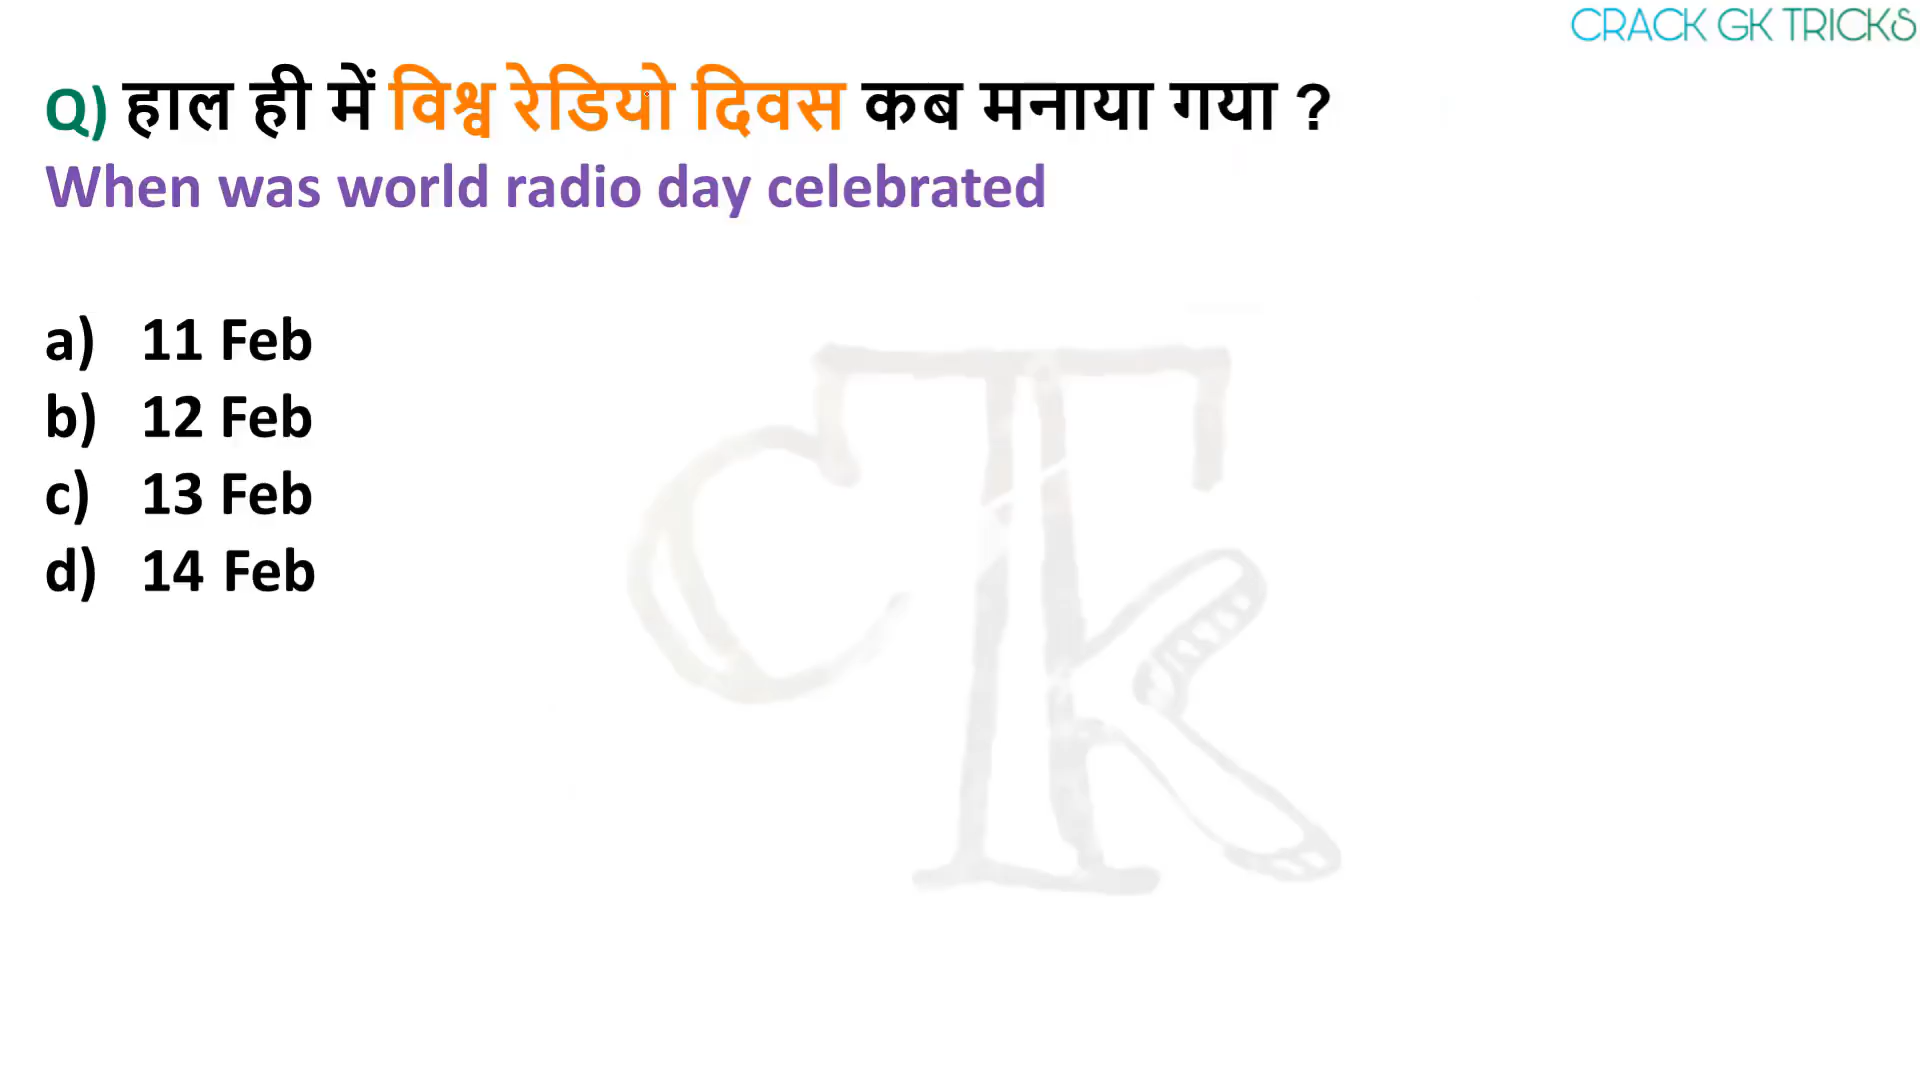 CRACK GK TRICKS
Q) हाल ही में विश्व रेडियो दिवस कब मनाया गया ?
When was world radio day celebrated
a) 11 Feb
b) 12 Feb
c) 13 Feb
d) 14 Feb
CTK